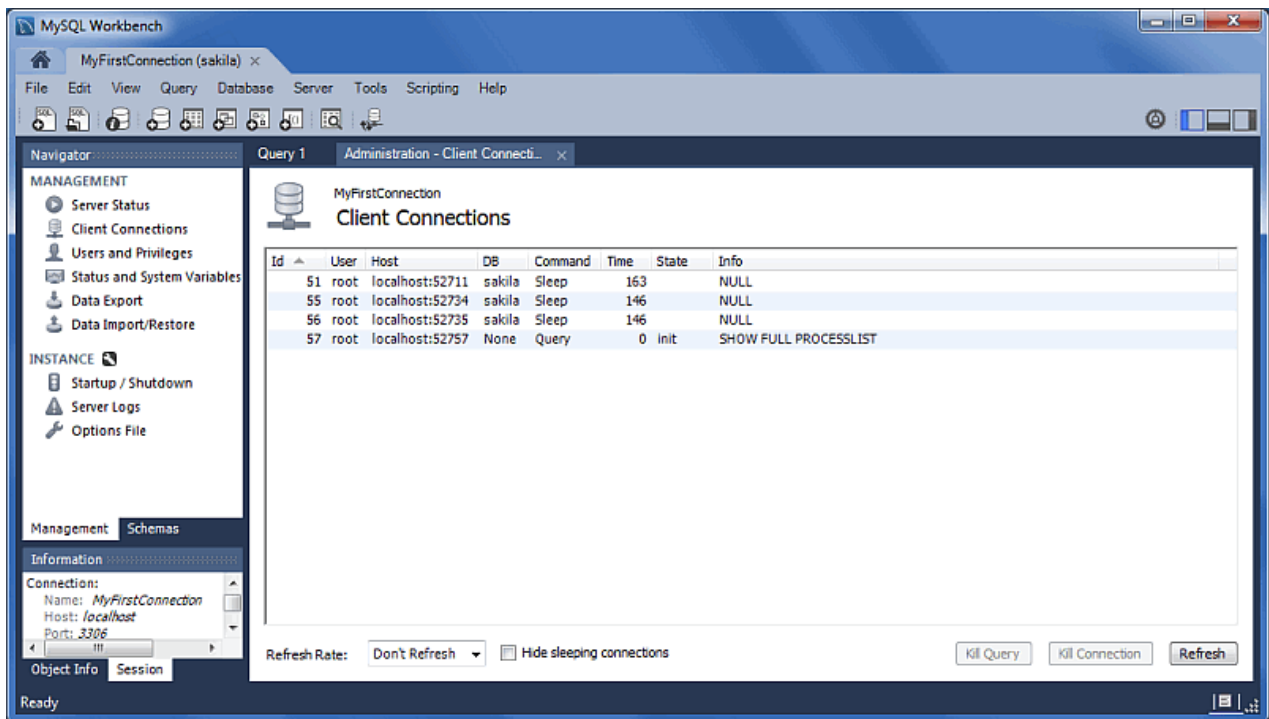 MySQL Workbench
MyFirstConnection (sakila)
File Edit View Query Database Server Tools Scripting Help
Navigator
MANAGEMENT
Server Status
Client Connections
Users and Privileges
Status and System Variables
Data Export
Data Import/Restore
INSTANCE
Startup / Shutdown
Server Logs
Options File
Management Schemas
Information
Connection:
Name: MyFirstConnection
Host: localhost
Port: 3306
Object Info Session
Query 1 Administration - Client Connecti...
MyFirstConnection
Client Connections
Id User Host DB Command Time State Info
51 root localhost:52711 sakila Sleep 163 NULL
55 root localhost:52734 sakila Sleep 146 NULL
56 root localhost:52735 sakila Sleep 146 NULL
57 root localhost:52757 None Query 0 init SHOW FULL PROCESSLIST
Refresh Rate: Don't Refresh Hide sleeping connections Kill Query Kill Connection Refresh
Ready